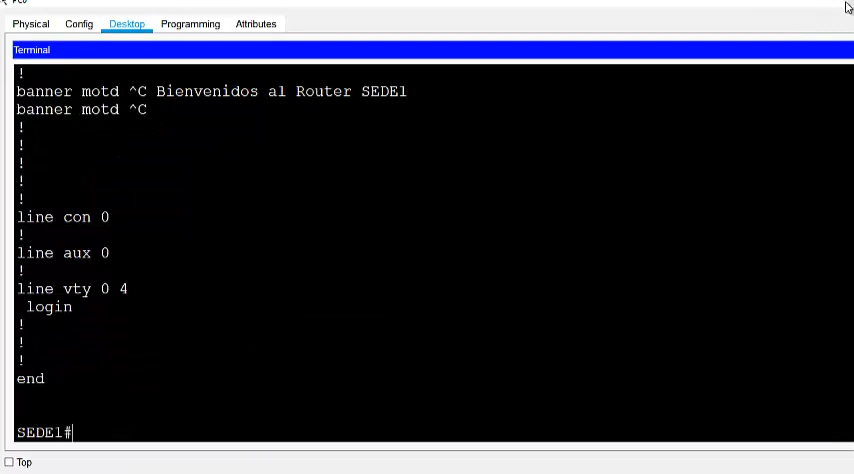 PC0
Physical Config Desktop Programming Attributes
Terminal
!
banner motd ^C Bienvenidos al Router SEDE1
banner motd ^C
!
!
!
!
!
line con 0
!
line aux 0
!
line vty 0 4
login
!
!
!
end
SEDE1#
Top